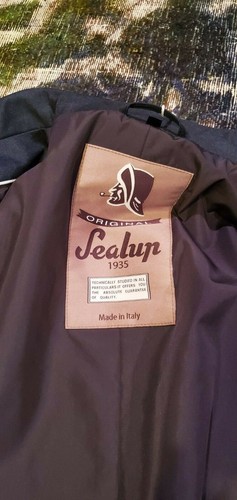 ORIGINAL
Sealup
1935
TECHNICALLY STUDIED IN ALL
PARTICULARS IT OFFERS YOU
THE ABSOLUTE GUARANTEE
OF QUALITY.
Made in Italy